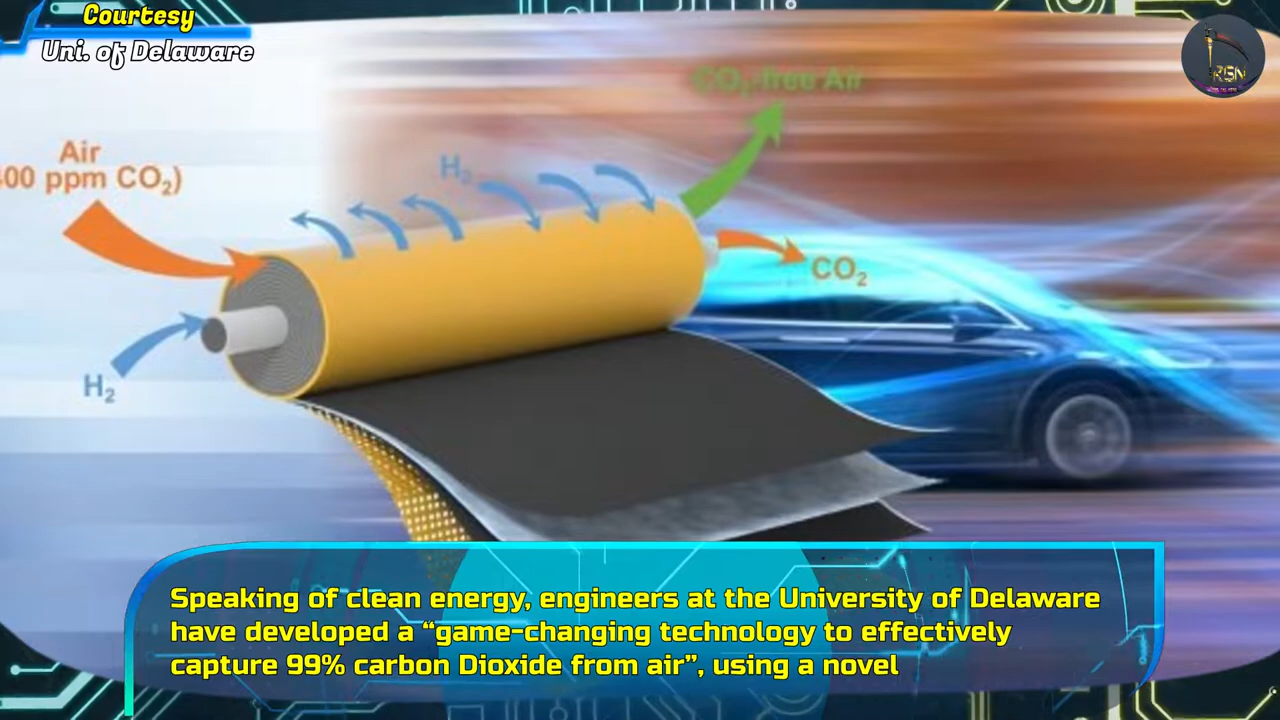 Courtesy
Uni. of Delaware
RSN
CO₂-free Air
Air
00 ppm CO₂)
H₂
CO₂
H₂
Speaking of clean energy, engineers at the University of Delaware
have developed a “game-changing technology to effectively
capture 99% carbon Dioxide from air”, using a novel